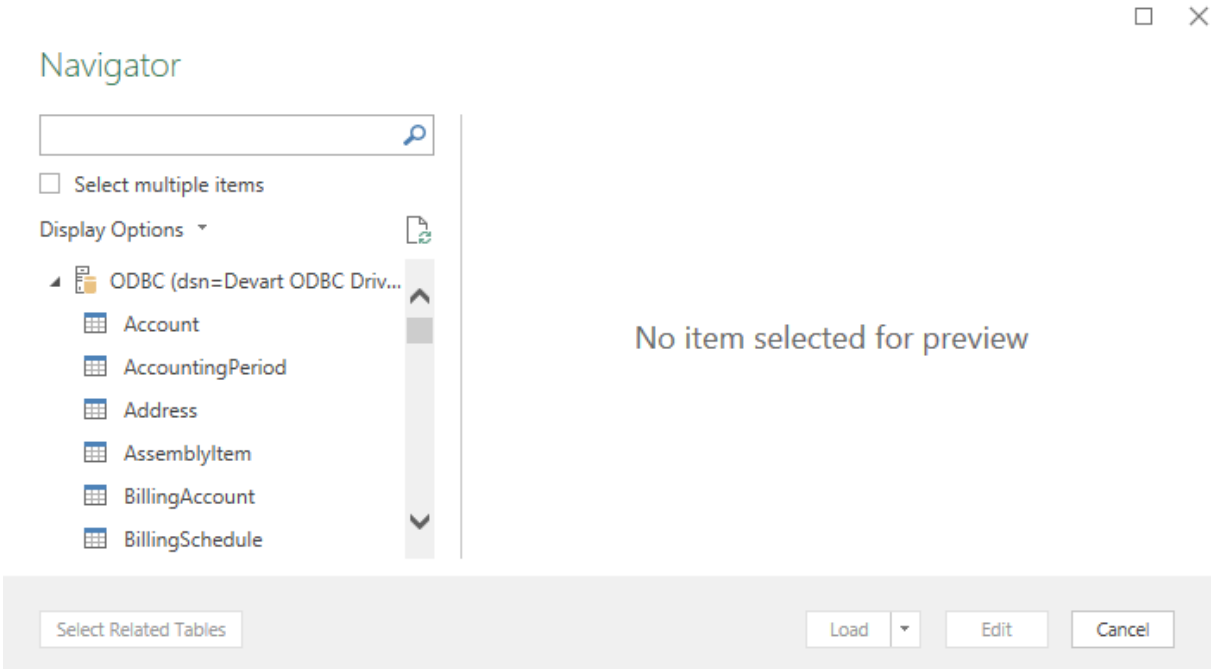 Navigator
Select multiple items
Display Options
ODBC (dsn=Devart ODBC Driv...
Account
AccountingPeriod
Address
AssemblyItem
BillingAccount
BillingSchedule
No item selected for preview
Select Related Tables
Load
Edit
Cancel